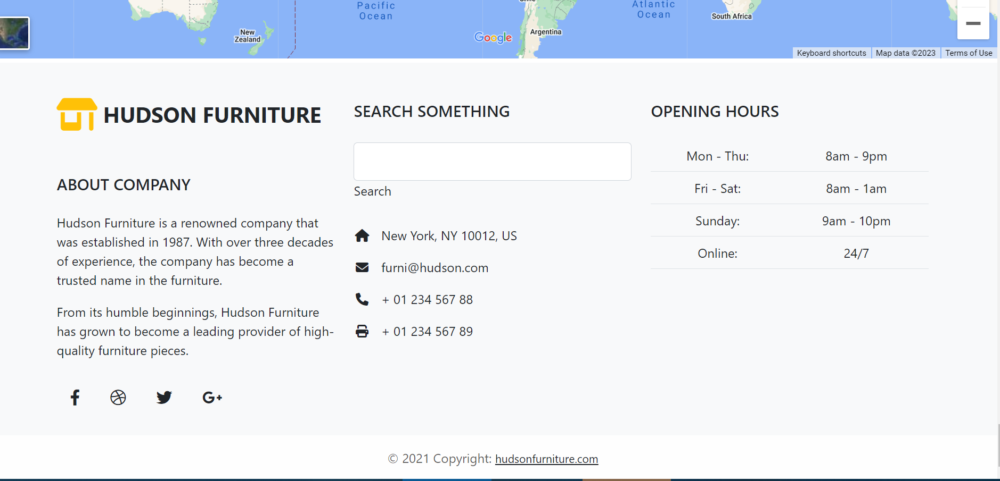 Pacific
Ocean
New
Zealand
Google
Chile
Argentina
Atlantic
Ocean
South Africa
Keyboard shortcuts
Map data ©2023
Terms of Use
HUDSON FURNITURE
ABOUT COMPANY
Hudson Furniture is a renowned company that
was established in 1987. With over three decades
of experience, the company has become a
trusted name in the furniture.
From its humble beginnings, Hudson Furniture
has grown to become a leading provider of high-
quality furniture pieces.
G+
SEARCH SOMETHING
Search
New York, NY 10012, US
furni@hudson.com
+ 01 234 567 88
+ 01 234 567 89
OPENING HOURS
Mon - Thu: 8am - 9pm
Fri - Sat: 8am - 1am
Sunday: 9am - 10pm
Online: 24/7
© 2021 Copyright: hudsonfurniture.com